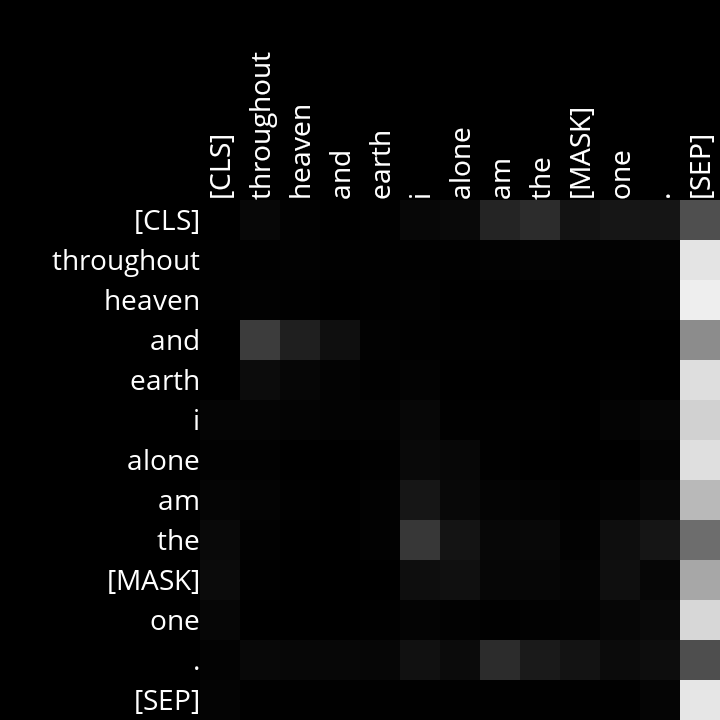 [CLS] throughout heaven and earth i alone am the [MASK] one . [SEP]
[CLS]
throughout
heaven
and
earth
i
alone
am
the
[MASK]
one
.
[SEP]